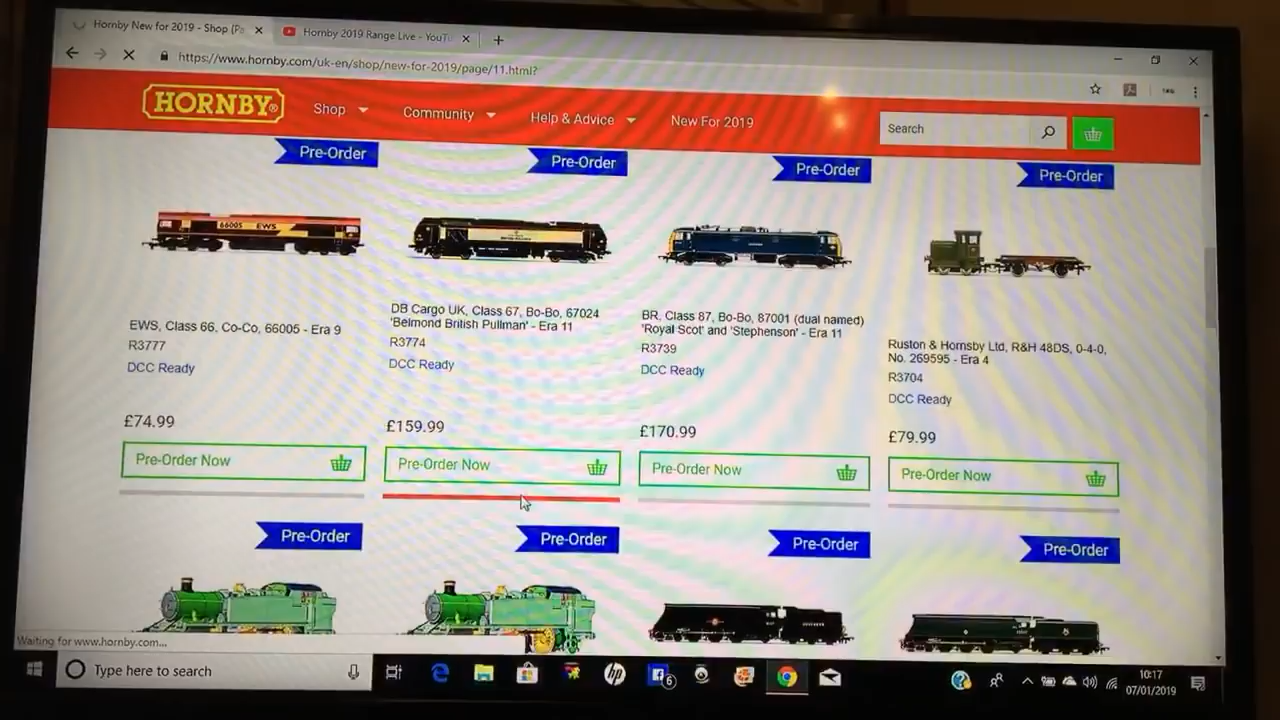 Hornby New for 2019 - Shop (Pa
Hornby 2019 Range Live - YouTu
https://www.hornby.com/uk-en/shop/new-for-2019/page/11.html?
HORNBY®
Shop
Community
Help & Advice
New For 2019
Search
Pre-Order
Pre-Order
Pre-Order
Pre-Order
66005 EWS
EWS, Class 66, Co-Co, 66005 - Era 9
R3777
DCC Ready
£74.99
Pre-Order Now
DB Cargo UK, Class 67, Bo-Bo, 67024
'Belmond British Pullman' - Era 11
R3774
DCC Ready
£159.99
Pre-Order Now
BR, Class 87, Bo-Bo, 87001 (dual named)
'Royal Scot' and 'Stephenson' - Era 11
R3739
DCC Ready
£170.99
Pre-Order Now
Ruston & Hornsby Ltd, R&H 48DS, 0-4-0,
No. 269595 - Era 4
R3704
DCC Ready
£79.99
Pre-Order Now
Pre-Order
Pre-Order
Pre-Order
Pre-Order
Waiting for www.hornby.com...
Type here to search
hp
6
10:17
07/01/2019